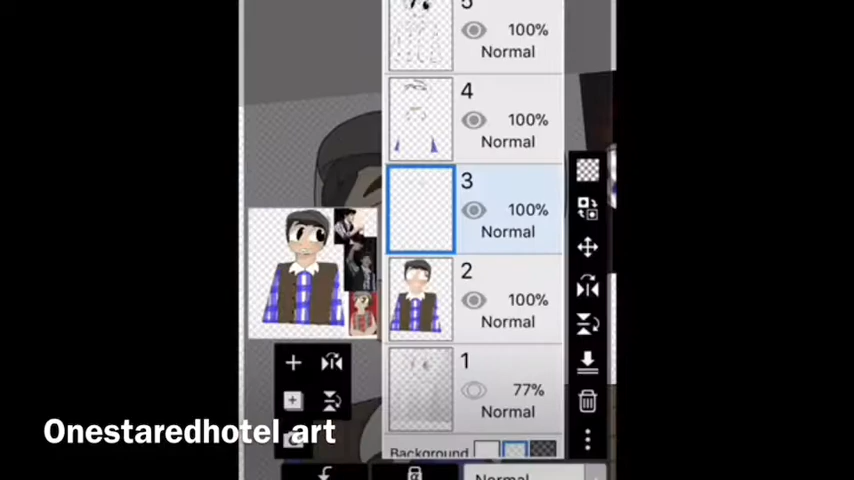 5
100%
Normal
4
100%
Normal
3
100%
Normal
2
100%
Normal
1
77%
Normal
Background
Onestaredhotel art
Normal